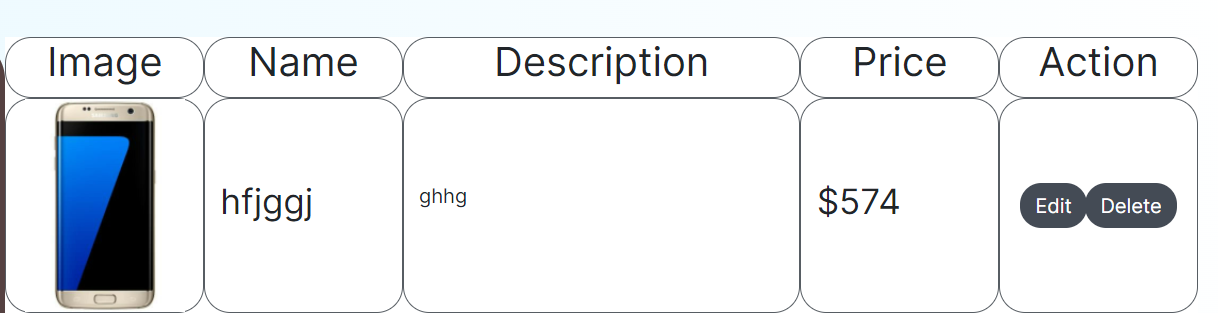 Image Name Description Price Action
hfjggj ghhg $574 Edit Delete